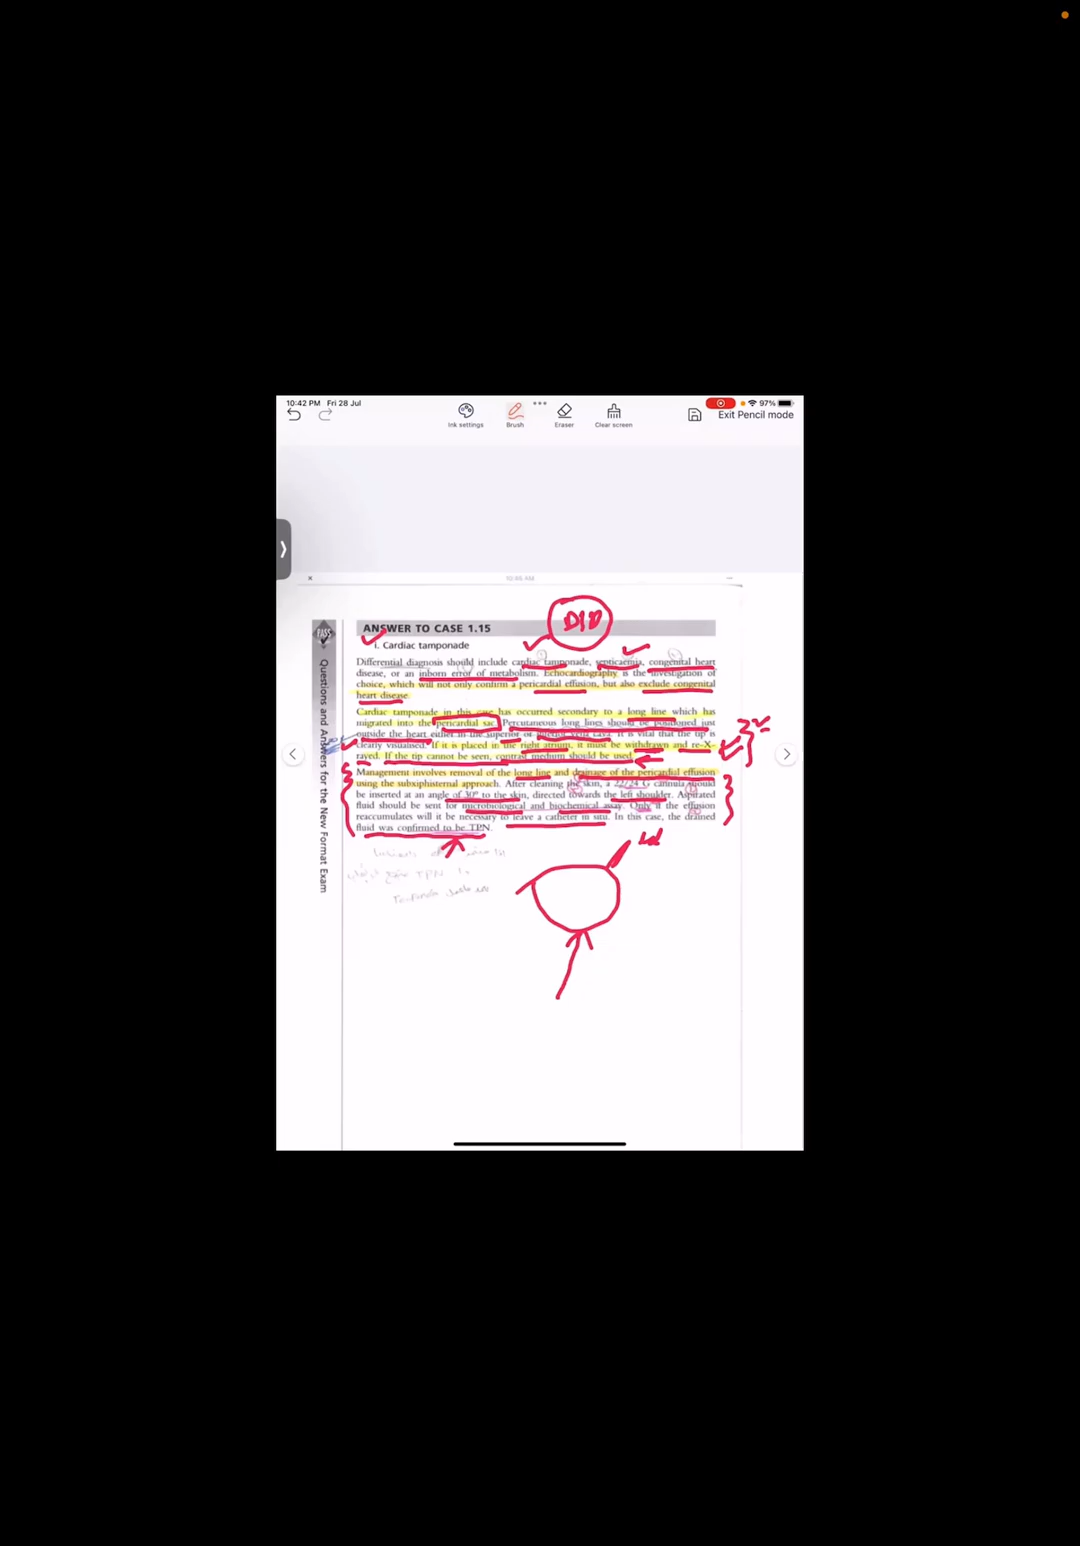 10:42 PM Fri 28 Jul
97%
Ink settings
Brush
Eraser
Clear screen
Exit Pencil mode
ANSWER TO CASE 1.15
i. Cardiac tamponade
Differential diagnosis should include cardiac tamponade, septicaemia, congenital heart
disease, or an inborn error of metabolism. Echocardiography is the investigation of
choice, which will not only confirm a pericardial effusion, but also exclude congenital
heart disease.
Cardiac tamponade in this case has occurred secondary to a long line which has
migrated into the pericardial sac. Percutaneous long lines should be positioned just
outside the heart either in the superior or inferior vena cava. It is vital that the tip is
clearly visualised. If it is placed in the right atrium, it must be withdrawn and re-X-
rayed. If the tip cannot be seen, contrast medium should be used.
Management involves removal of the long line and drainage of the pericardial effusion
using the subxiphisternal approach. After cleaning the skin, a 22/24 G cannula should
be inserted at an angle of 30° to the skin, directed towards the left shoulder. Aspirated
fluid should be sent for microbiological and biochemical assay. Only if the effusion
reaccumulates will it be necessary to leave a catheter in situ. In this case, the drained
fluid was confirmed to be TPN.
TPN
PASS
Questions and Answers for the New Format Exam